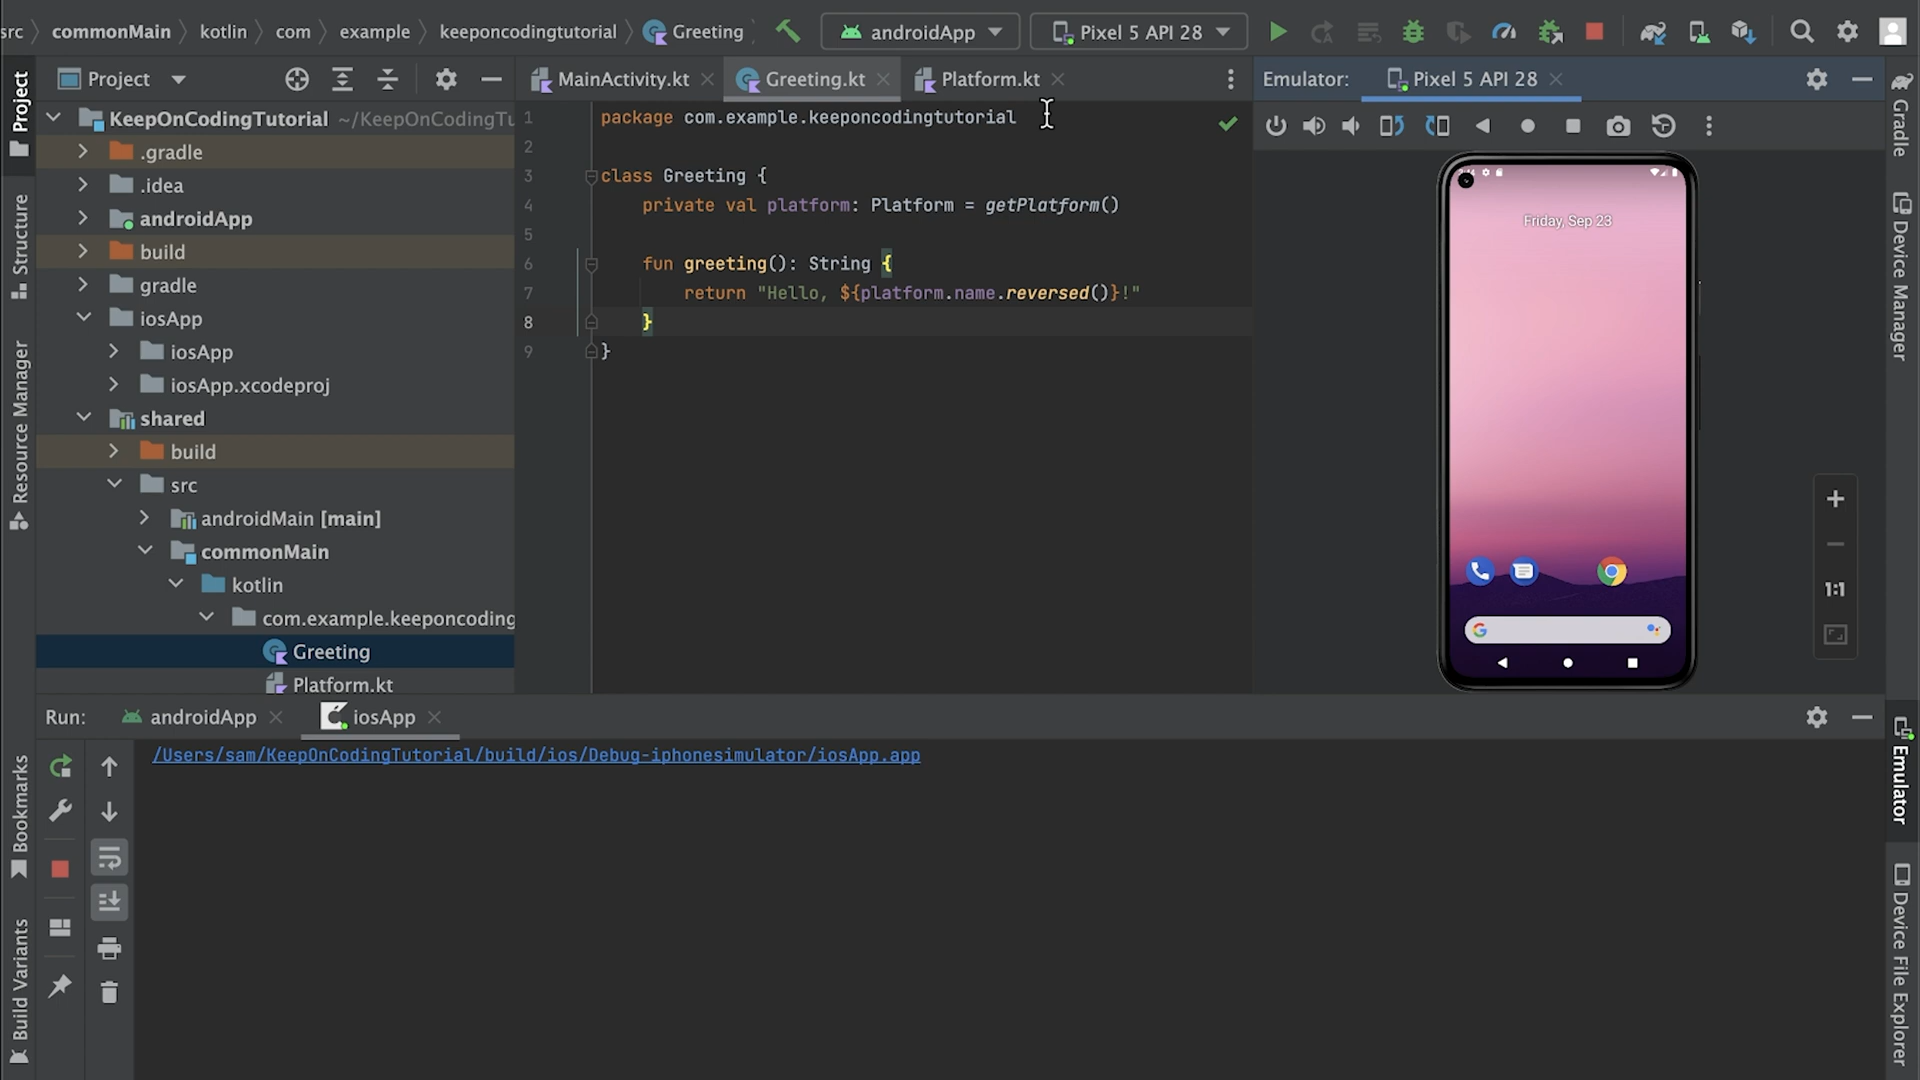 src commonMain kotlin com example keeponcodingtutorial Greeting androidApp Pixel 5 API 28
Project MainActivity.kt Greeting.kt Platform.kt Emulator: Pixel 5 API 28
Project
Structure
Resource Manager
Bookmarks
Build Variants
KeepOnCodingTutorial ~/KeepOnCodingTu
.gradle
.idea
androidApp
build
gradle
iosApp
iosApp
iosApp.xcodeproj
shared
build
src
androidMain [main]
commonMain
kotlin
com.example.keeponcoding
Greeting
Platform.kt
1 package com.example.keeponcodingtutorial
2
3 class Greeting {
4 private val platform: Platform = getPlatform()
5
6 fun greeting(): String {
7 return "Hello, ${platform.name.reversed()}!"
8 }
9 }
Friday, Sep 23
1:1
Gradle
Device Manager
Emulator
Device File Explorer
Run: androidApp iosApp
/Users/sam/KeepOnCodingTutorial/build/ios/Debug-iphonesimulator/iosApp.app